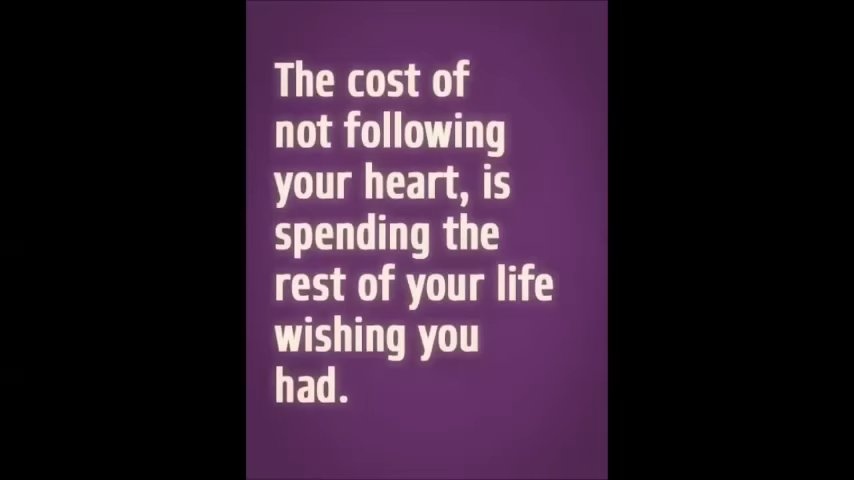 The cost of
not following
your heart, is
spending the
rest of your life
wishing you
had.